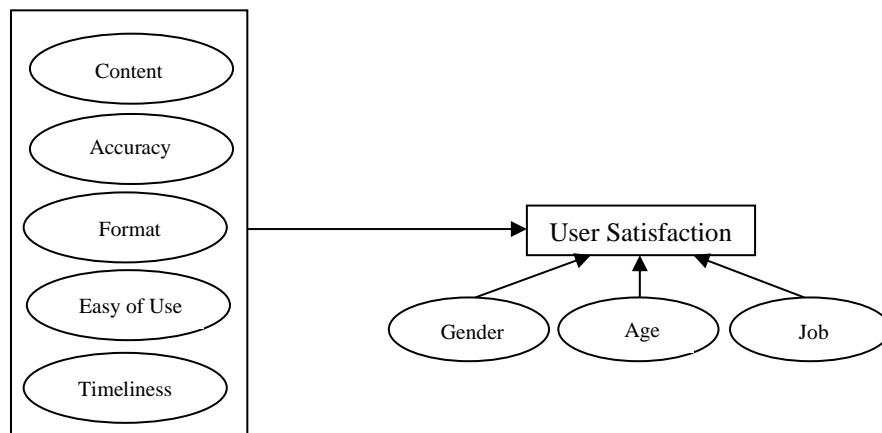 Content
Accuracy
Format
Easy of Use
Timeliness
User Satisfaction
Gender
Age
Job